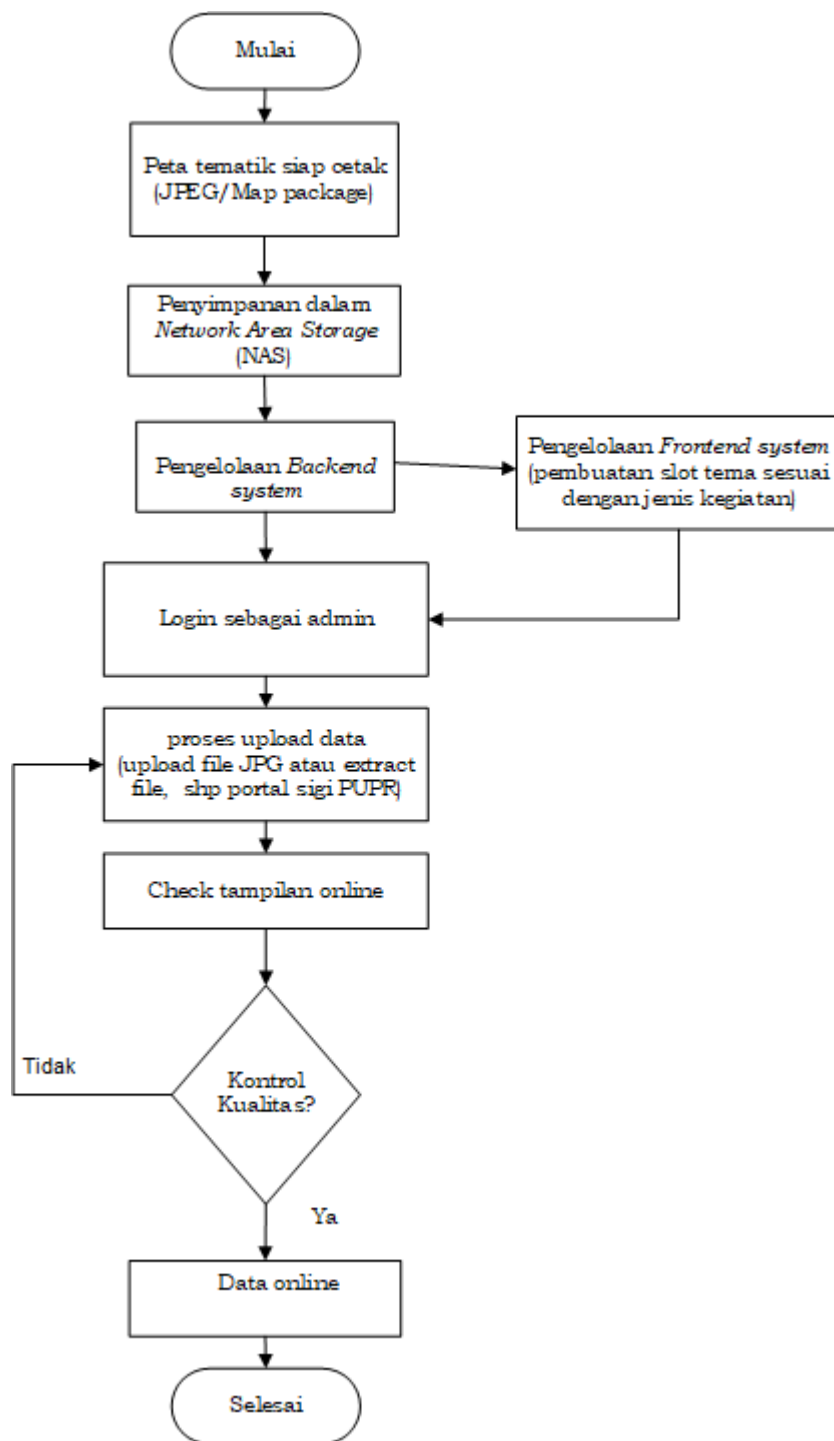 Mulai
Peta tematik siap cetak
(JPEG/Map package)
Penyimpanan dalam
Network Area Storage
(NAS)
Pengelolaan Backend
system
Pengelolaan Frontend system
(pembuatan slot tema sesuai
dengan jenis kegiatan)
Login sebagai admin
proses upload data
(upload file JPG atau extract
file, shp portal sigi PUPR)
Check tampilan online
Tidak
Kontrol
Kualitas?
Ya
Data online
Selesai